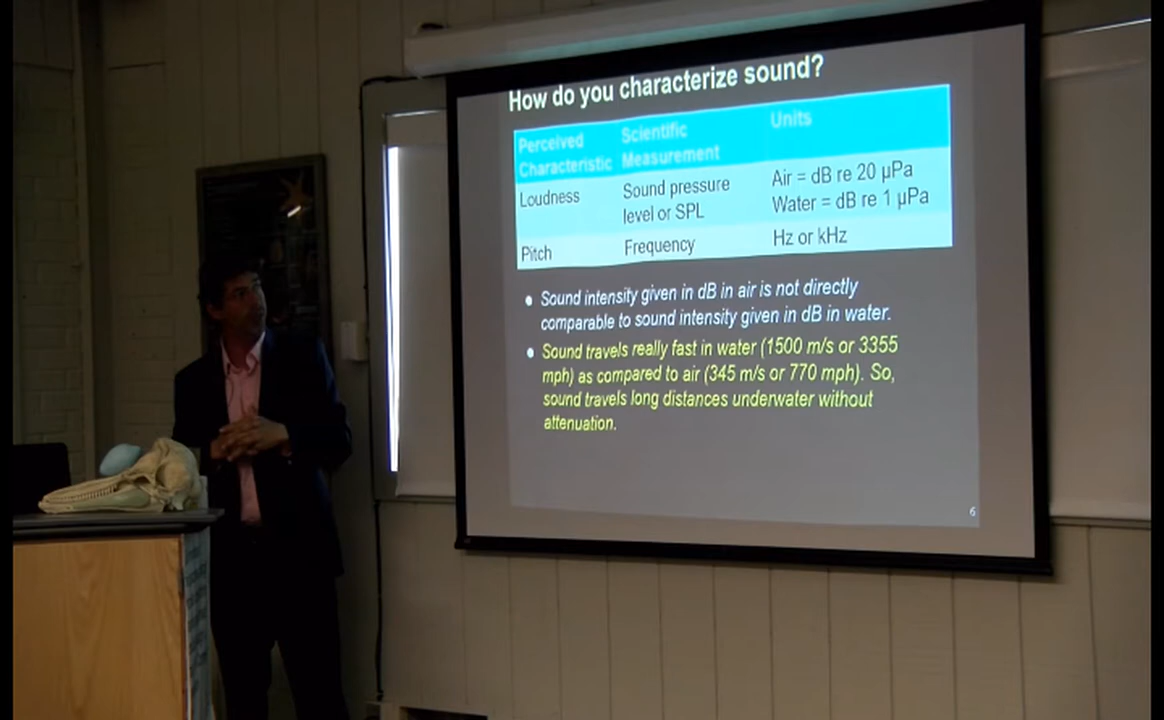 How do you characterize sound?
Perceived Characteristic Scientific Measurement Units
Loudness Sound pressure level or SPL Air = dB re 20 µPa Water = dB re 1 µPa
Pitch Frequency Hz or kHz
• Sound intensity given in dB in air is not directly
comparable to sound intensity given in dB in water.
• Sound travels really fast in water (1500 m/s or 3355
mph) as compared to air (345 m/s or 770 mph). So,
sound travels long distances underwater without
attenuation.
6